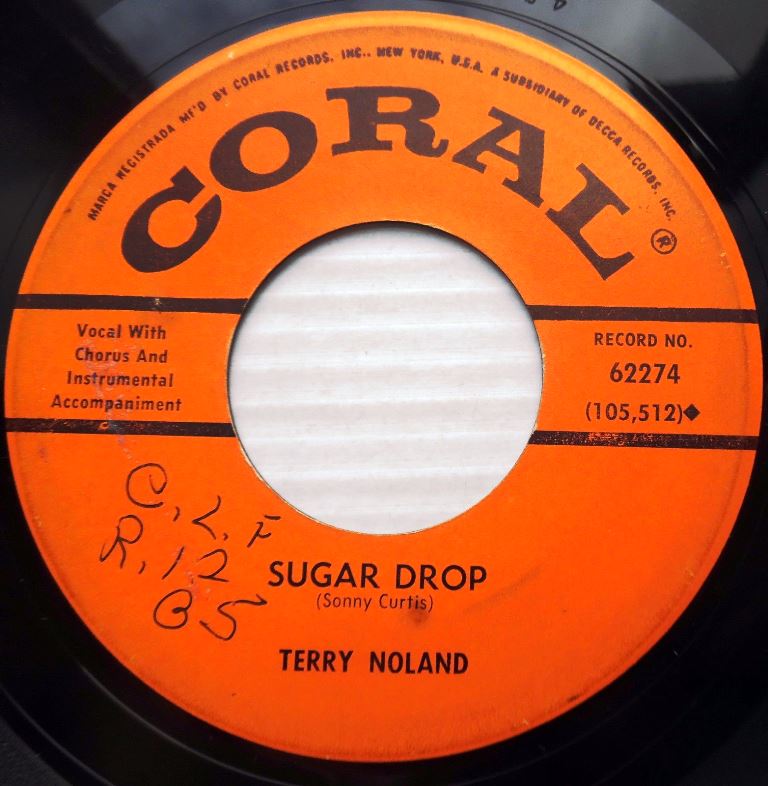 MARCA REGISTRADA MF'D BY CORAL RECORDS, INC., NEW YORK, U.S.A. A SUBSIDIARY OF DECCA RECORDS, INC.
CORAL ®
Vocal With
Chorus And
Instrumental
Accompaniment
RECORD NO.
62274
(105,512)◆
C.L.F
R.12
B5
SUGAR DROP
(Sonny Curtis)
TERRY NOLAND